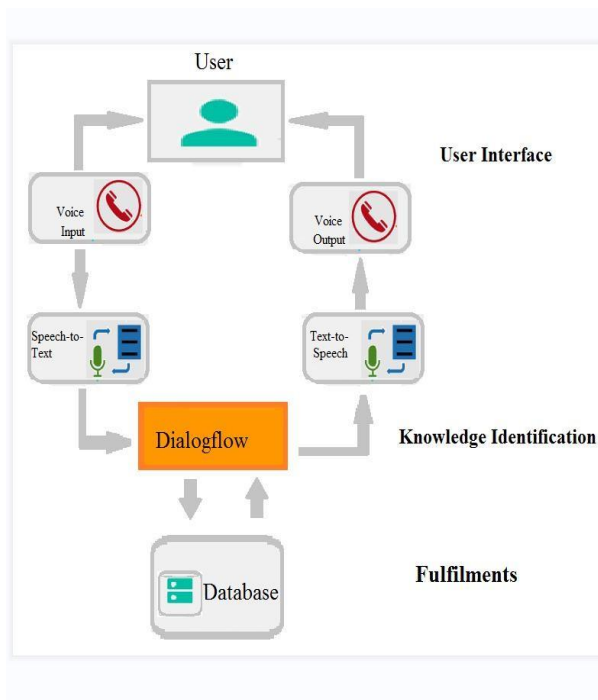 User
User Interface
Voice
Input
Voice
Output
Speech-to-
Text
Text-to-
Speech
Dialogflow
Knowledge Identification
Database
Fulfilments